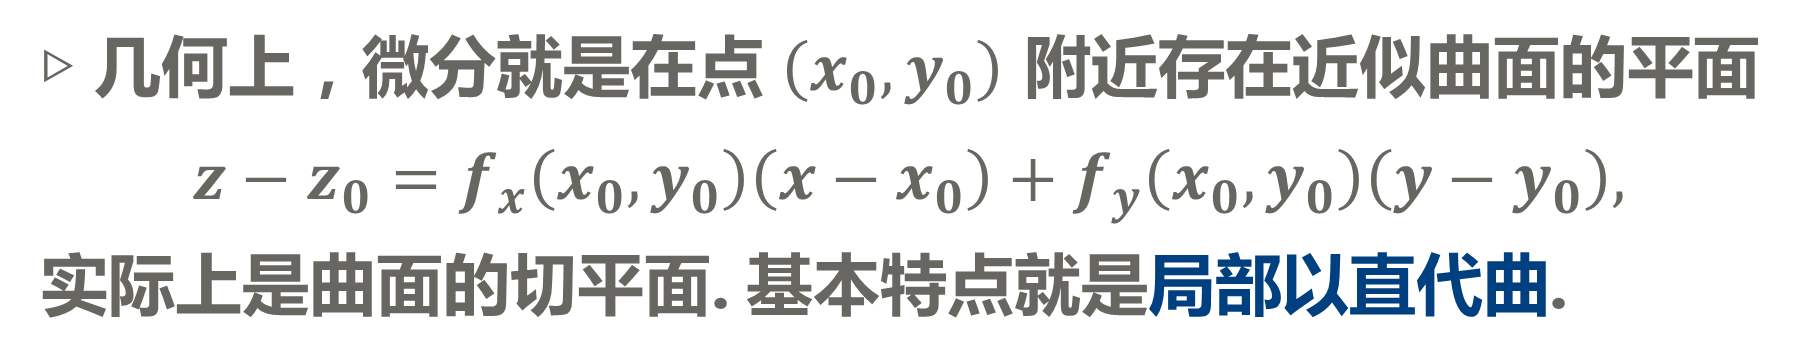 ▷ 几何上，微分就是在点 (x₀, y₀) 附近存在近似曲面的平面
z − z₀ = fₓ(x₀, y₀)(x − x₀) + f_y(x₀, y₀)(y − y₀),
实际上是曲面的切平面. 基本特点就是局部以直代曲.